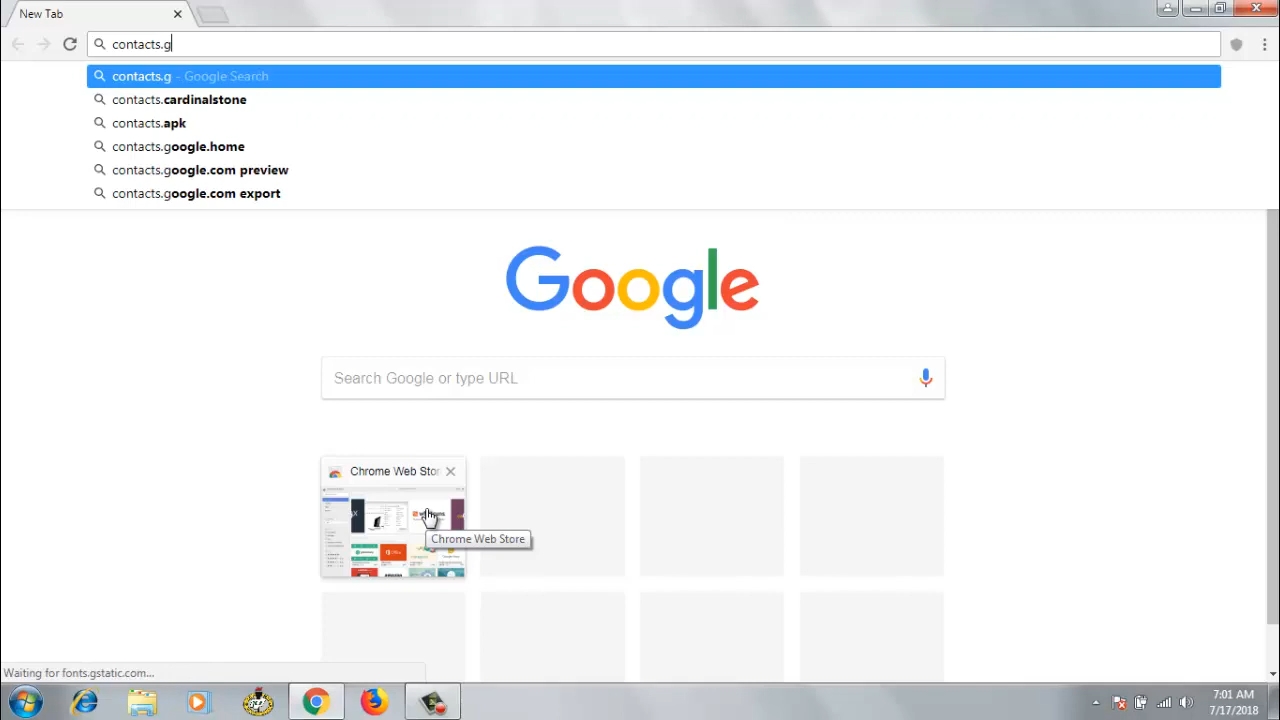 New Tab
contacts.g
contacts.g - Google Search
contacts.cardinalstone
contacts.apk
contacts.google.home
contacts.google.com preview
contacts.google.com export
Google
Search Google or type URL
Chrome Web Stor
Chrome Web Store
Waiting for fonts.gstatic.com...
7:01 AM
7/17/2018